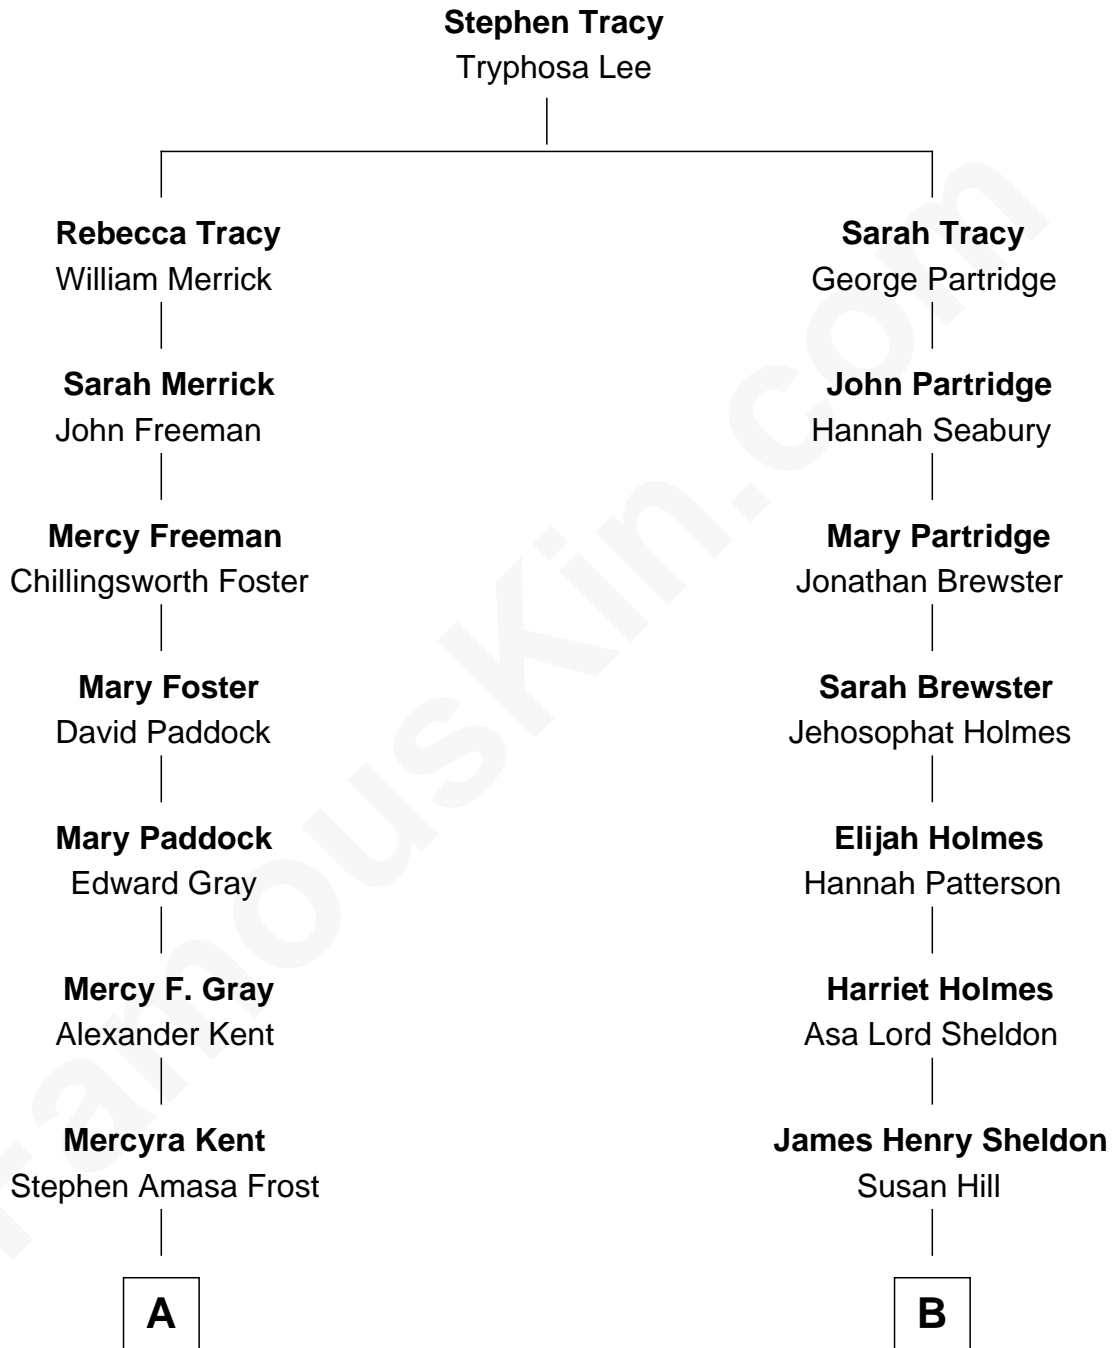 Stephen Tracy
Tryphosa Lee
Rebecca Tracy
William Merrick
Sarah Merrick
John Freeman
Mercy Freeman
Chillingsworth Foster
Mary Foster
David Paddock
Mary Paddock
Edward Gray
Mercy F. Gray
Alexander Kent
Mercyra Kent
Stephen Amasa Frost
A
Sarah Tracy
George Partridge
John Partridge
Hannah Seabury
Mary Partridge
Jonathan Brewster
Sarah Brewster
Jehosophat Holmes
Elijah Holmes
Hannah Patterson
Harriet Holmes
Asa Lord Sheldon
James Henry Sheldon
Susan Hill
B
FamousKin.com